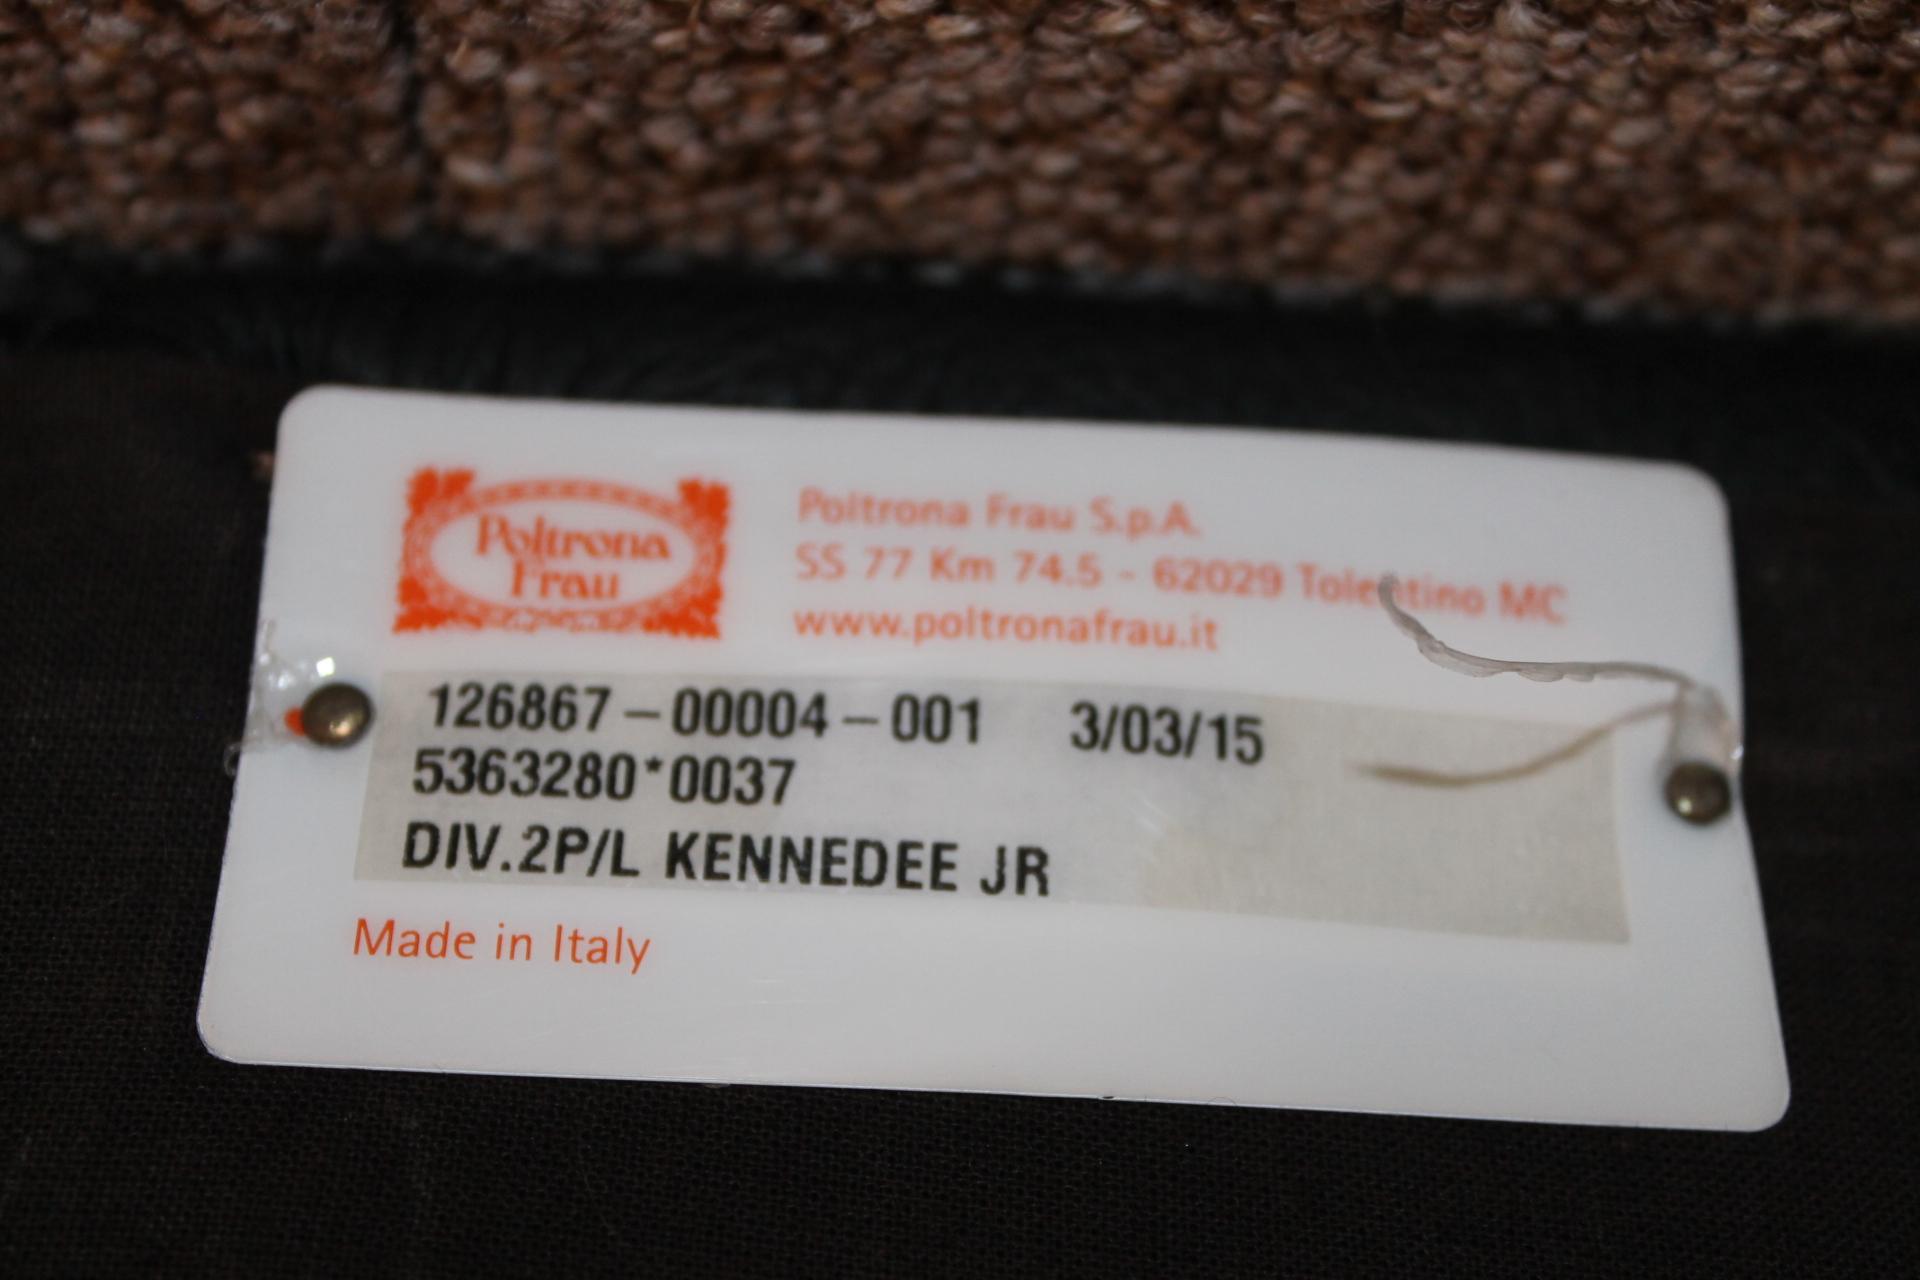 Poltrona
Frau
Poltrona Frau S.p.A.
SS 77 Km 74.5 - 62029 Tolentino MC
www.poltronafrau.it
126867-00004-001 3/03/15
5363280*0037
DIV.2P/L KENNEDEE JR
Made in Italy